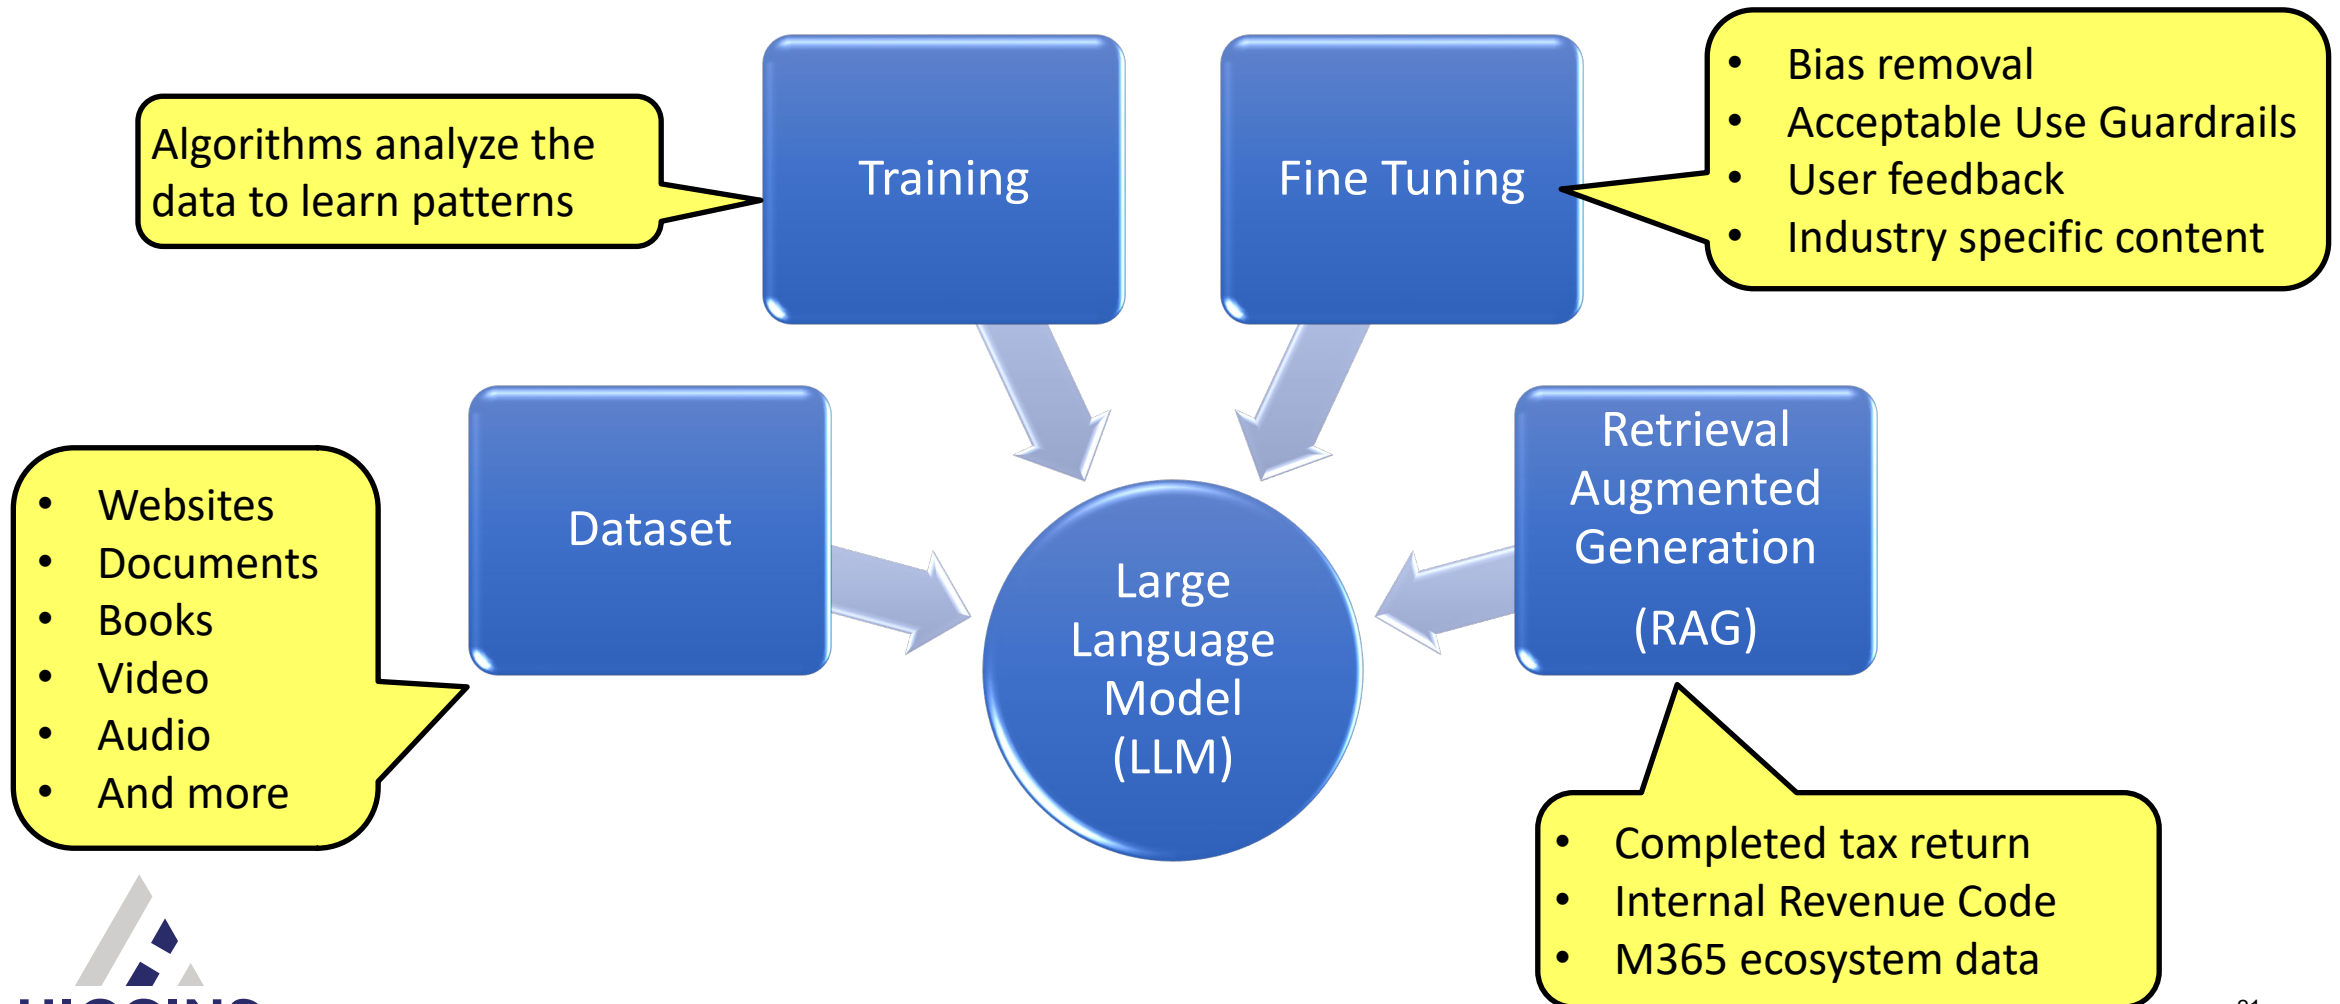 Algorithms analyze the
data to learn patterns
Training
Fine Tuning
• Bias removal
• Acceptable Use Guardrails
• User feedback
• Industry specific content
• Websites
• Documents
• Books
• Video
• Audio
• And more
Dataset
Large
Language
Model
(LLM)
Retrieval
Augmented
Generation
(RAG)
• Completed tax return
• Internal Revenue Code
• M365 ecosystem data
HIGGINS